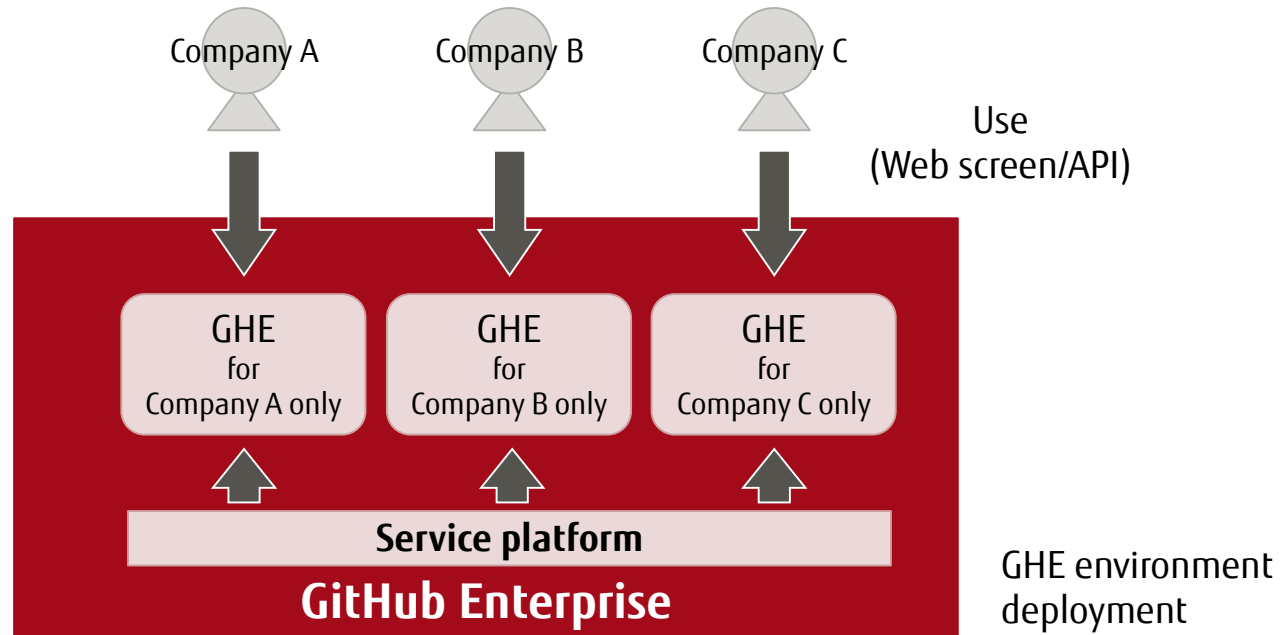 Company A
Company B
Company C
Use
(Web screen/API)
GHE
for
Company A only
GHE
for
Company B only
GHE
for
Company C only
Service platform
GitHub Enterprise
GHE environment
deployment